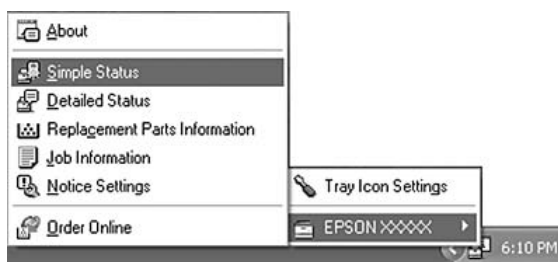 About
Simple Status
Detailed Status
Replacement Parts Information
Job Information
Notice Settings
Order Online
Tray Icon Settings
EPSON XXXXX
6:10 PM